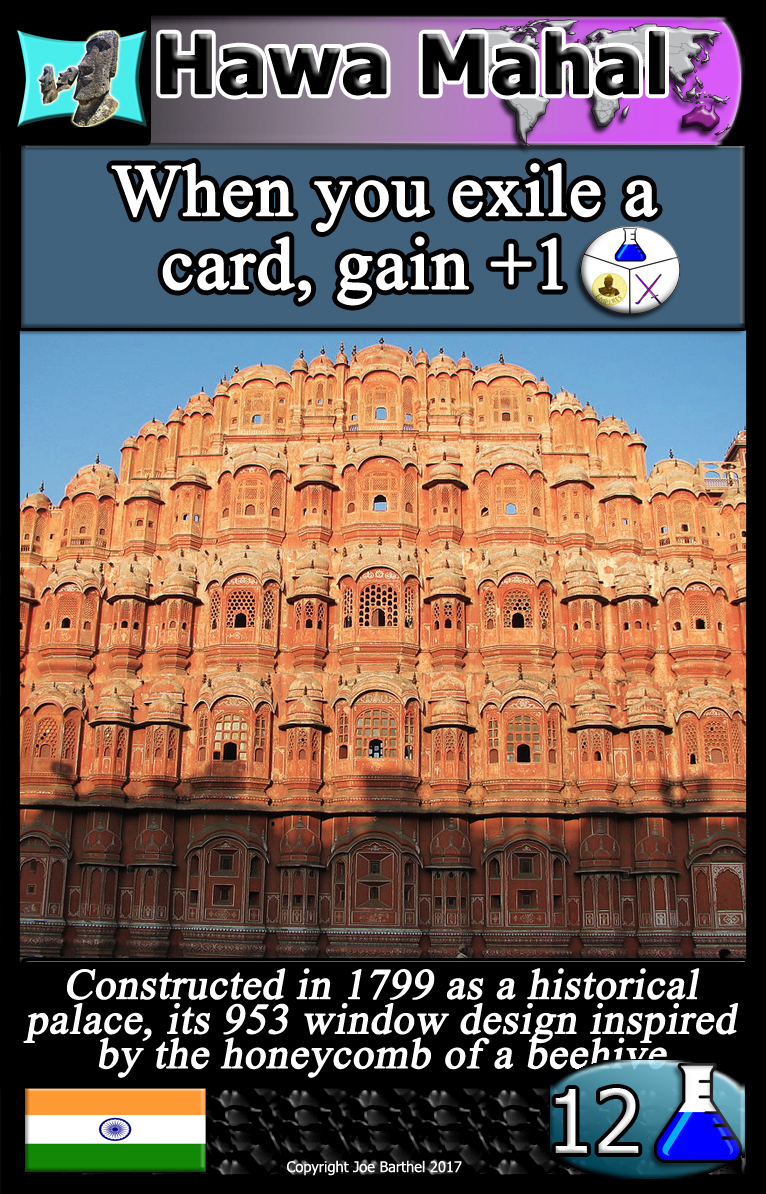 Hawa Mahal
When you exile a
card, gain +1
Constructed in 1799 as a historical
palace, its 953 window design inspired
by the honeycomb of a beehive
12
Copyright Joe Barthel 2017